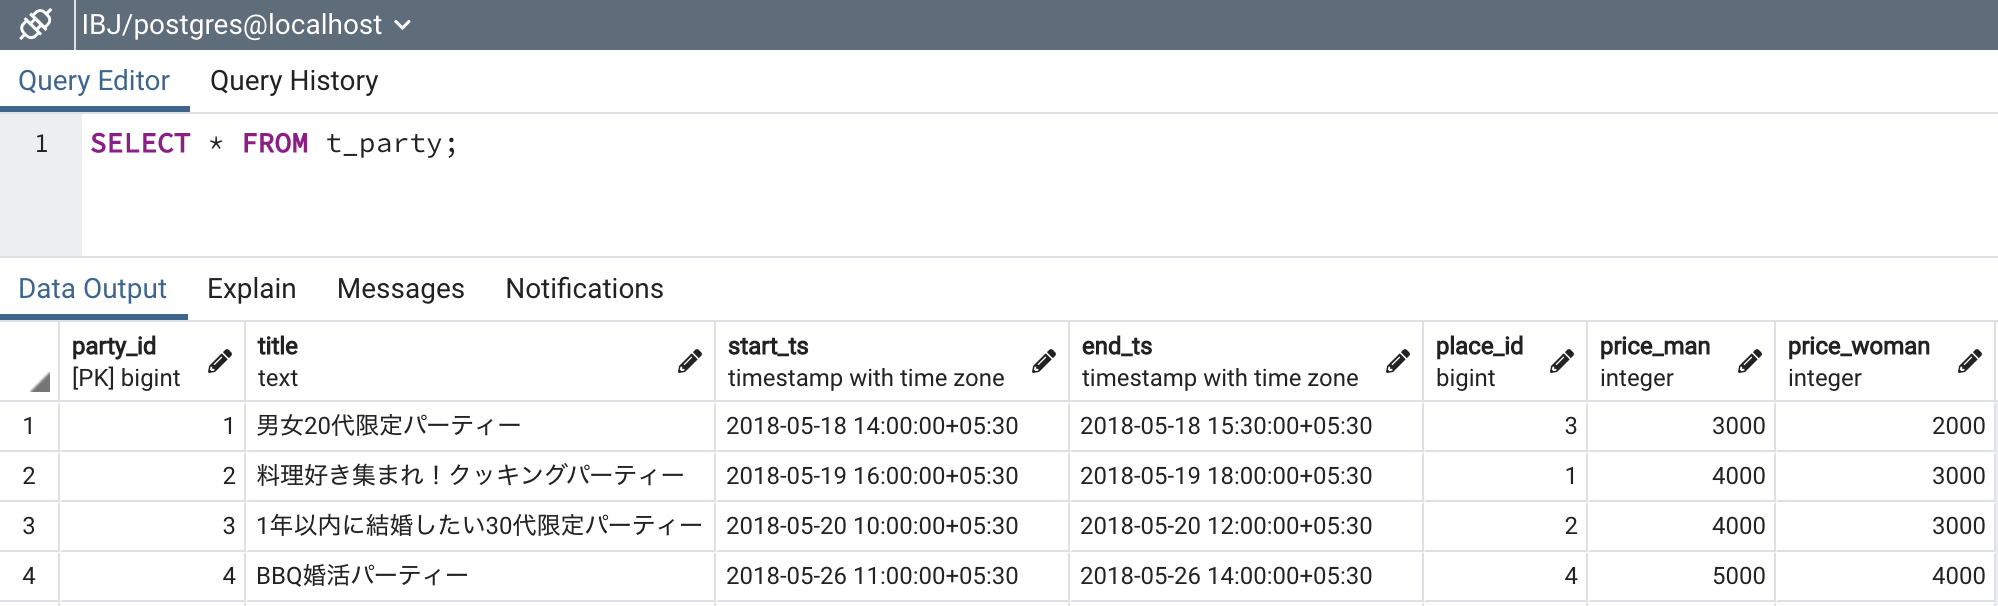 IBJ/postgres@localhost
Query Editor Query History
1 SELECT * FROM t_party;
Data Output Explain Messages Notifications
party_id title start_ts end_ts place_id price_man price_woman
[PK] bigint text timestamp with time zone timestamp with time zone bigint integer integer
1 1 男女20代限定パーティー 2018-05-18 14:00:00+05:30 2018-05-18 15:30:00+05:30 3 3000 2000
2 2 料理好き集まれ！クッキングパーティー 2018-05-19 16:00:00+05:30 2018-05-19 18:00:00+05:30 1 4000 3000
3 3 1年以内に結婚したい30代限定パーティー 2018-05-20 10:00:00+05:30 2018-05-20 12:00:00+05:30 2 4000 3000
4 4 BBQ婚活パーティー 2018-05-26 11:00:00+05:30 2018-05-26 14:00:00+05:30 4 5000 4000